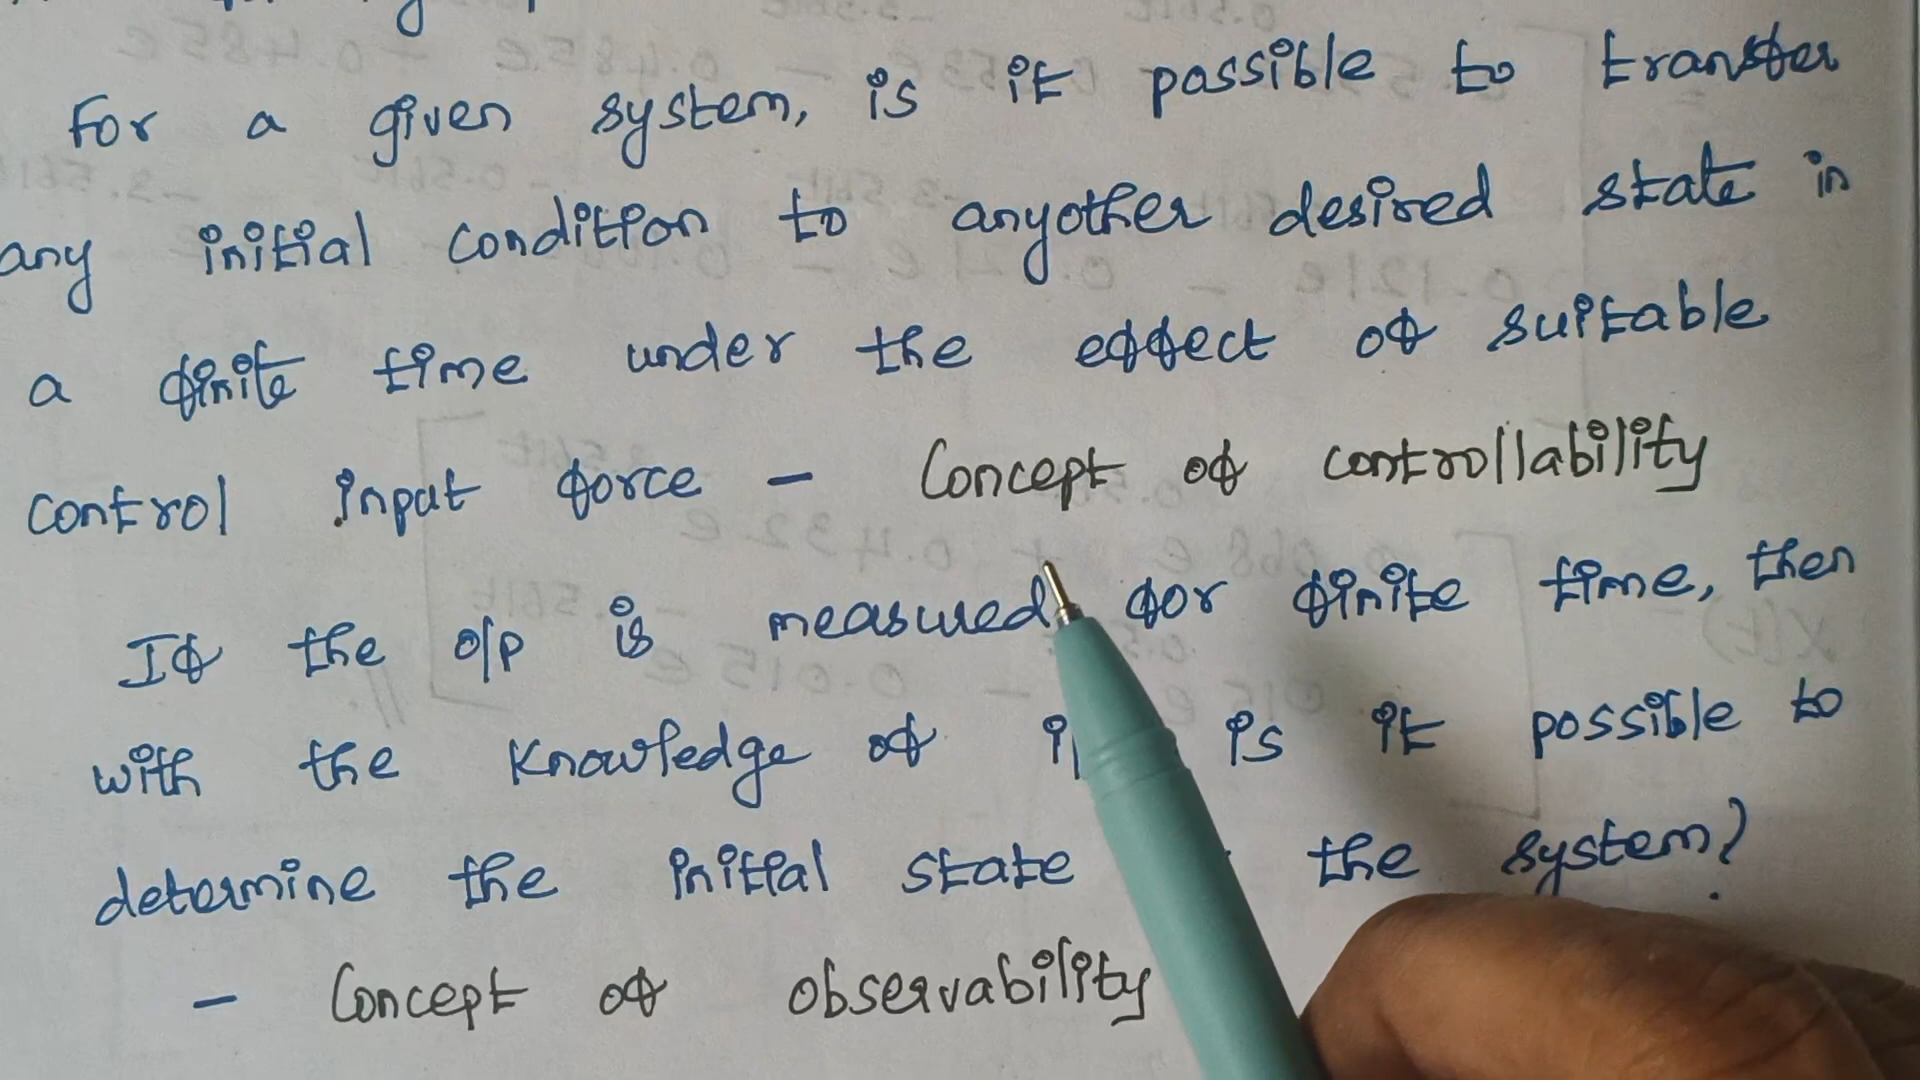 For a given system, is it possible to transfer
any initial condition to anyother desired state in
a finite time under the effect of suitable
control input force - Concept of controllability
If the o/p is measured for finite time, then
with the knowledge of is it possible to
determine the initial state the system?
- Concept of observability